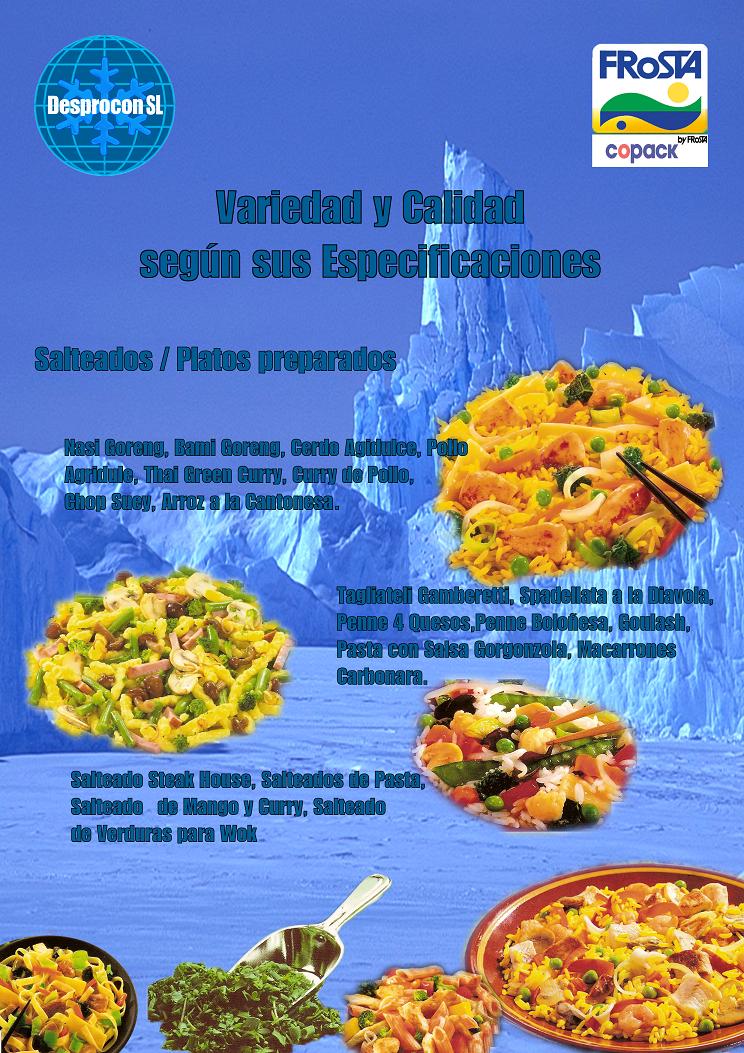 Desprocon SL
FRoSTA
by FRoSTA
copack
Variedad y Calidad
según sus Especificaciones
Salteados / Platos preparados
Nasi Goreng, Bami Goreng, Cerdo Agidulce, Pollo
Agridule, Thai Green Curry, Curry de Pollo,
Chop Suey, Arroz a la Cantonesa.
Tagliateli Gamberetti, Spadellata a la Diavola,
Penne 4 Quesos,Penne Boloñesa, Goulash,
Pasta con Salsa Gorgonzola, Macarrones
Carbonara.
Salteado Steak House, Salteados de Pasta,
Salteado de Mango y Curry, Salteado
de Verduras para Wok